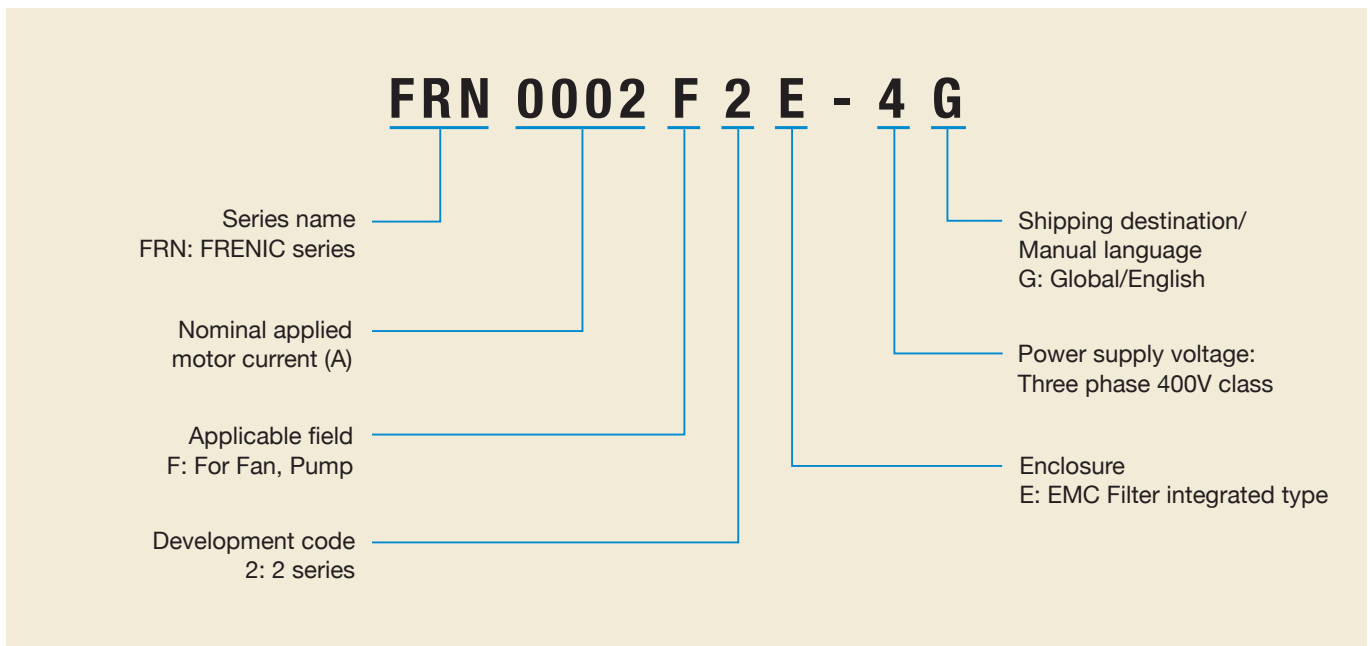 FRN 0002 F 2 E - 4 G
Series name
FRN: FRENIC series
Nominal applied
motor current (A)
Applicable field
F: For Fan, Pump
Development code
2: 2 series
Shipping destination/
Manual language
G: Global/English
Power supply voltage:
Three phase 400V class
Enclosure
E: EMC Filter integrated type